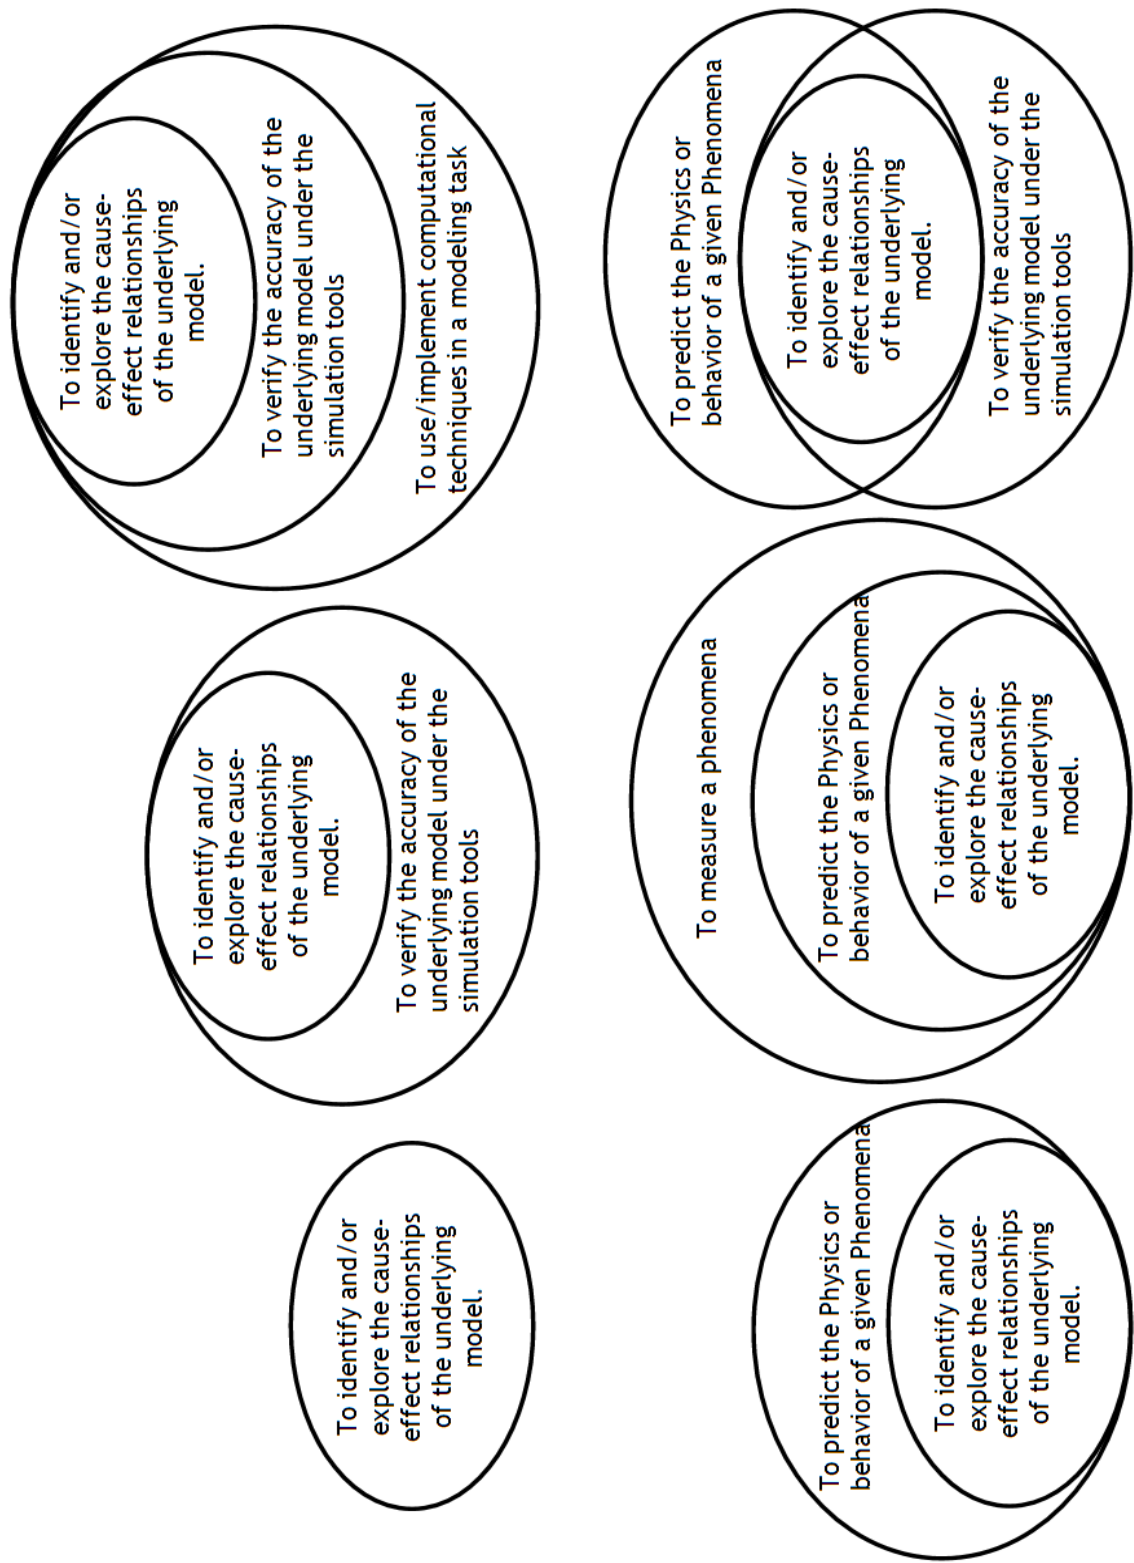 To identify and/or
explore the cause-
effect relationships
of the underlying
model.
To identify and/or
explore the cause-
effect relationships
of the underlying
model.
To verify the accuracy of the
underlying model under the
simulation tools
To identify and/or
explore the cause-
effect relationships
of the underlying
model.
To verify the accuracy of the
underlying model under the
simulation tools
To use/implement computational
techniques in a modeling task
To predict the Physics or
behavior of a given Phenomena
To identify and/or
explore the cause-
effect relationships
of the underlying
model.
To measure a phenomena
To predict the Physics or
behavior of a given Phenomena
To identify and/or
explore the cause-
effect relationships
of the underlying
model.
To predict the Physics or
behavior of a given Phenomena
To identify and/or
explore the cause-
effect relationships
of the underlying
model.
To verify the accuracy of the
underlying model under the
simulation tools